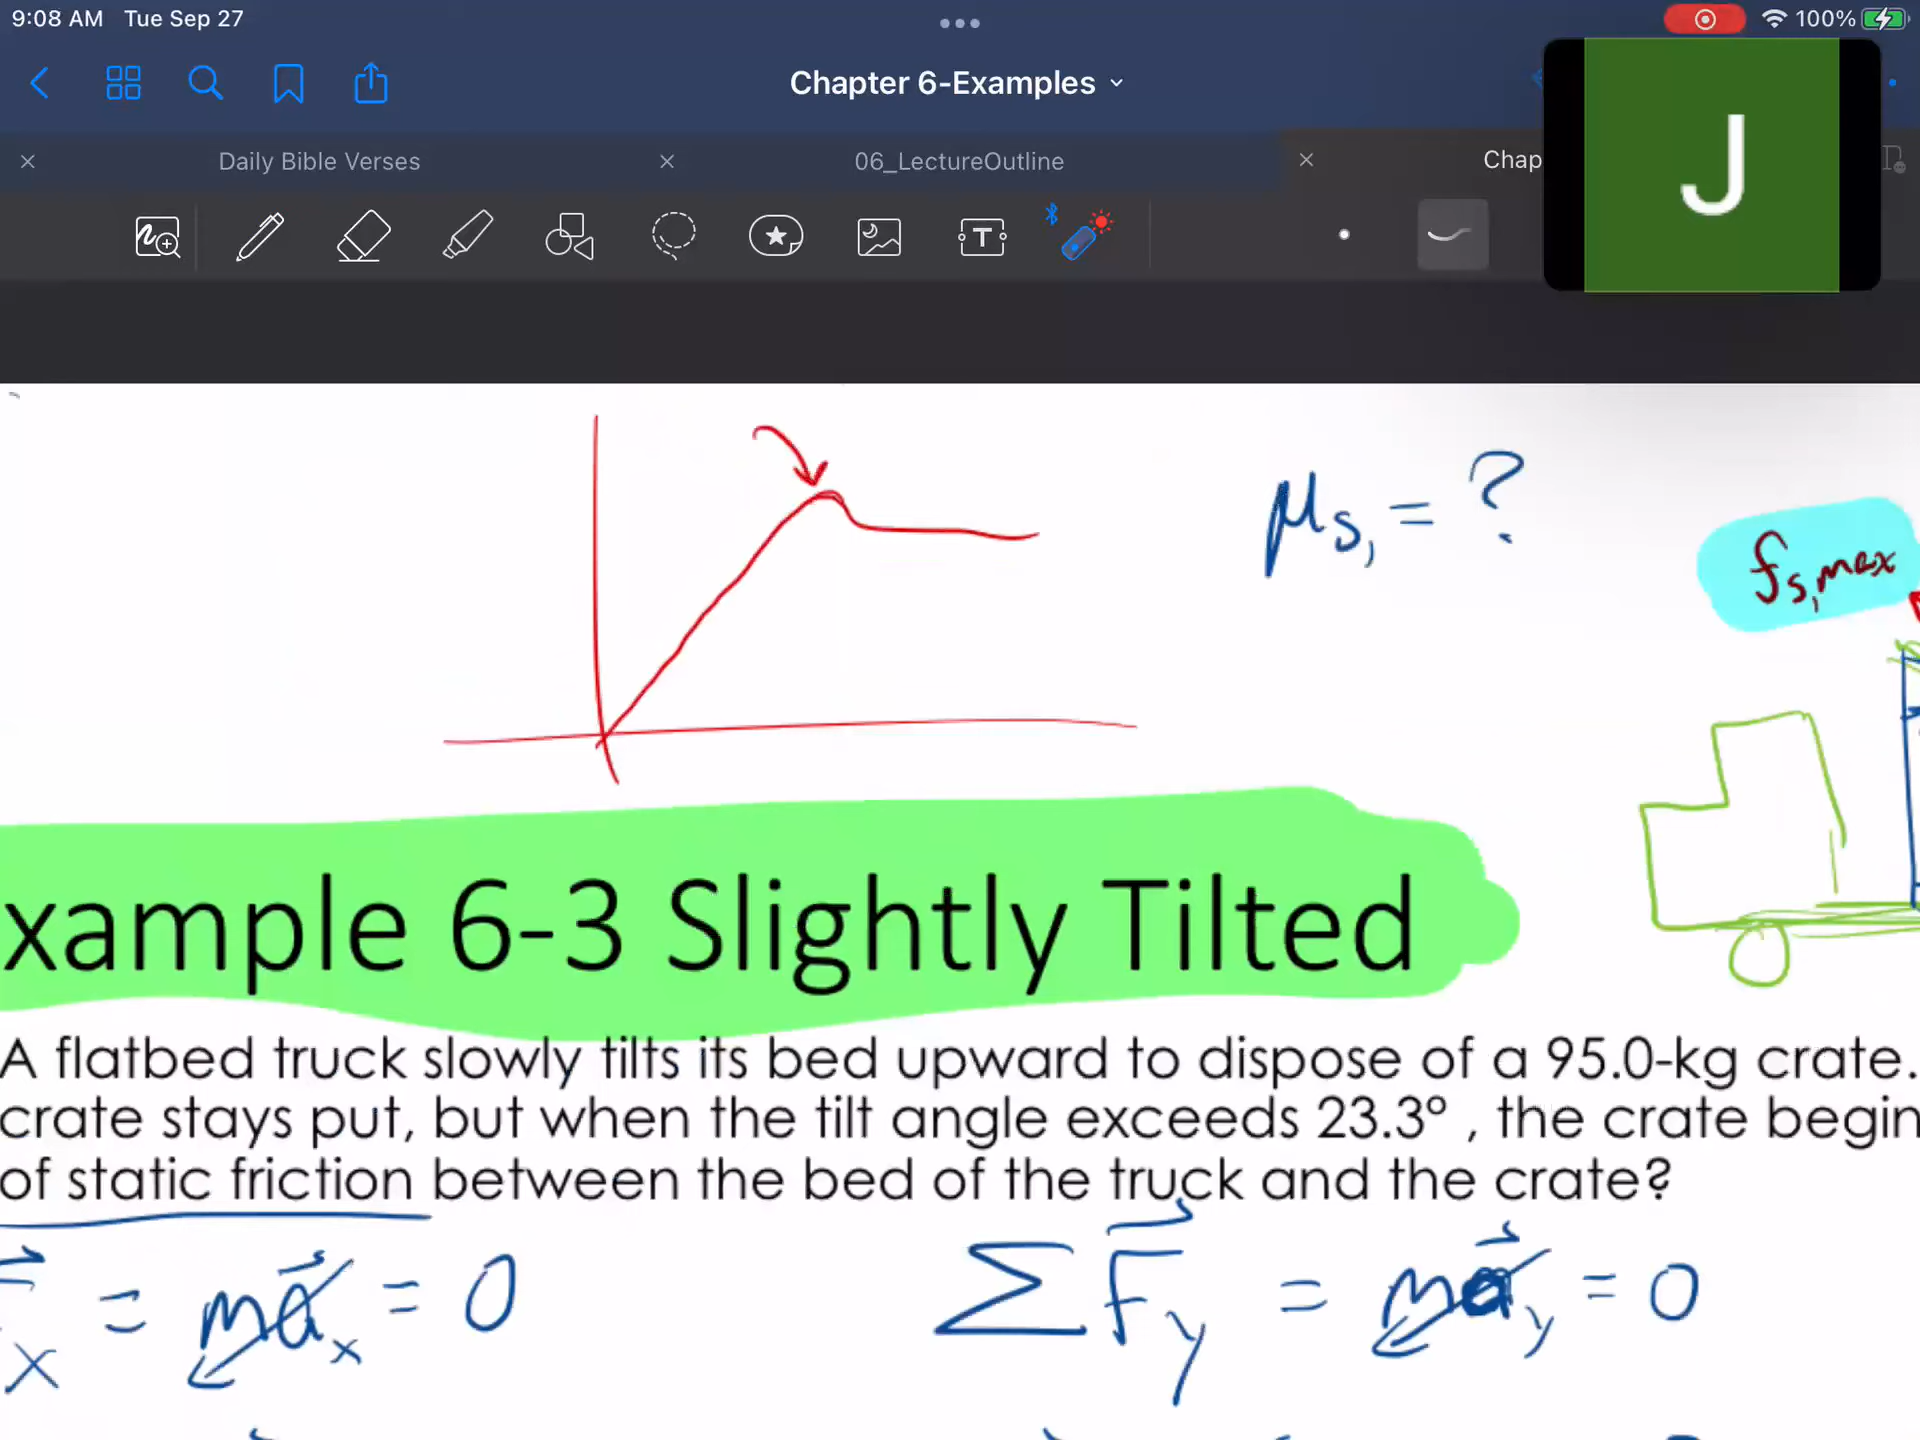 9:08 AM Tue Sep 27
100%
Chapter 6-Examples
Daily Bible Verses
06_LectureOutline
Chap
J
μs, = ?
fs,max
xample 6-3 Slightly Tilted
A flatbed truck slowly tilts its bed upward to dispose of a 95.0-kg crate.
crate stays put, but when the tilt angle exceeds 23.3° , the crate begin
of static friction between the bed of the truck and the crate?
x = max = 0
ΣF⃗y = ma⃗y = 0